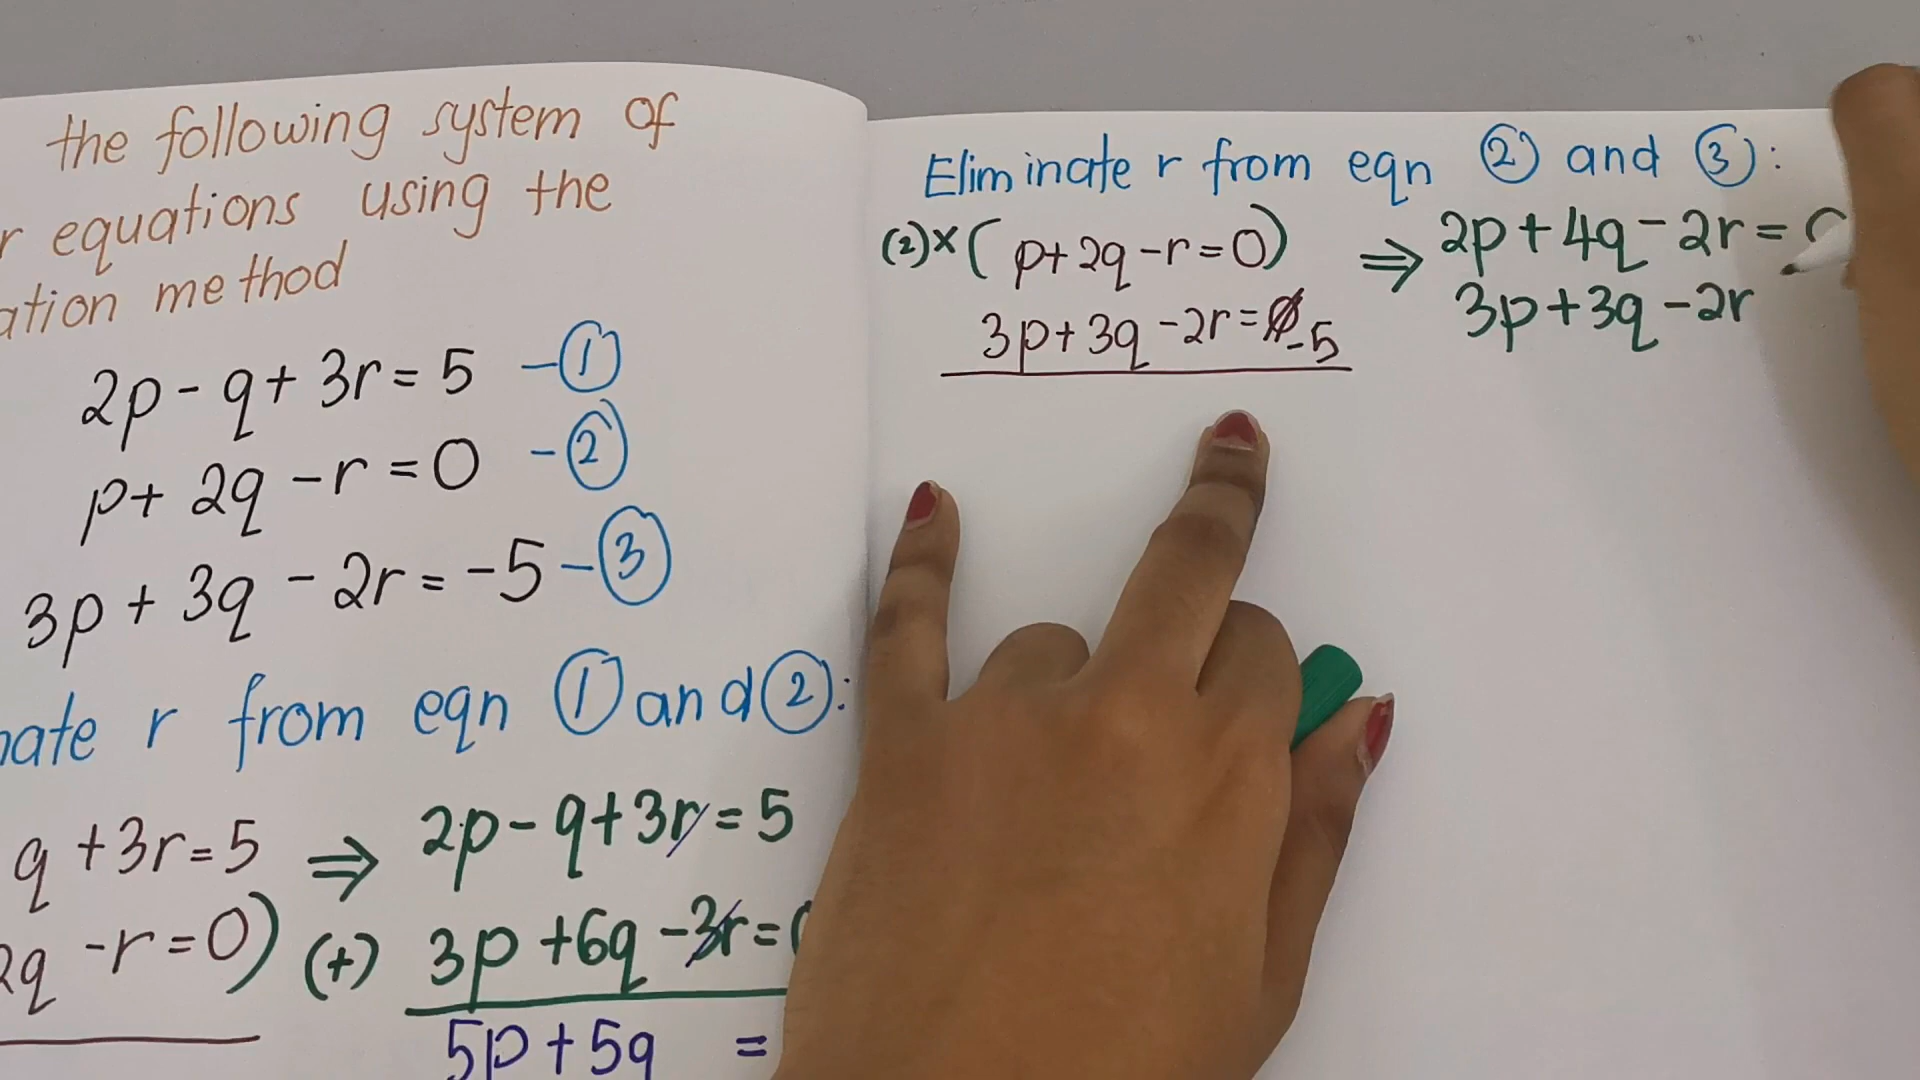 the following system of
r equations using the
ation method
2p - q + 3r = 5 - ①
p + 2q - r = 0 - ②
3p + 3q - 2r = -5 - ③
nate r from eqn ① and ②:
q + 3r = 5 ⇒ 2p - q + 3r = 5
2q - r = 0) (+) 3p + 6q - 3r = 0
5p + 5q =
Eliminate r from eqn ② and ③:
(2)× ( p + 2q - r = 0) ⇒ 2p + 4q - 2r = 0
3p + 3q - 2r = -5 3p + 3q - 2r